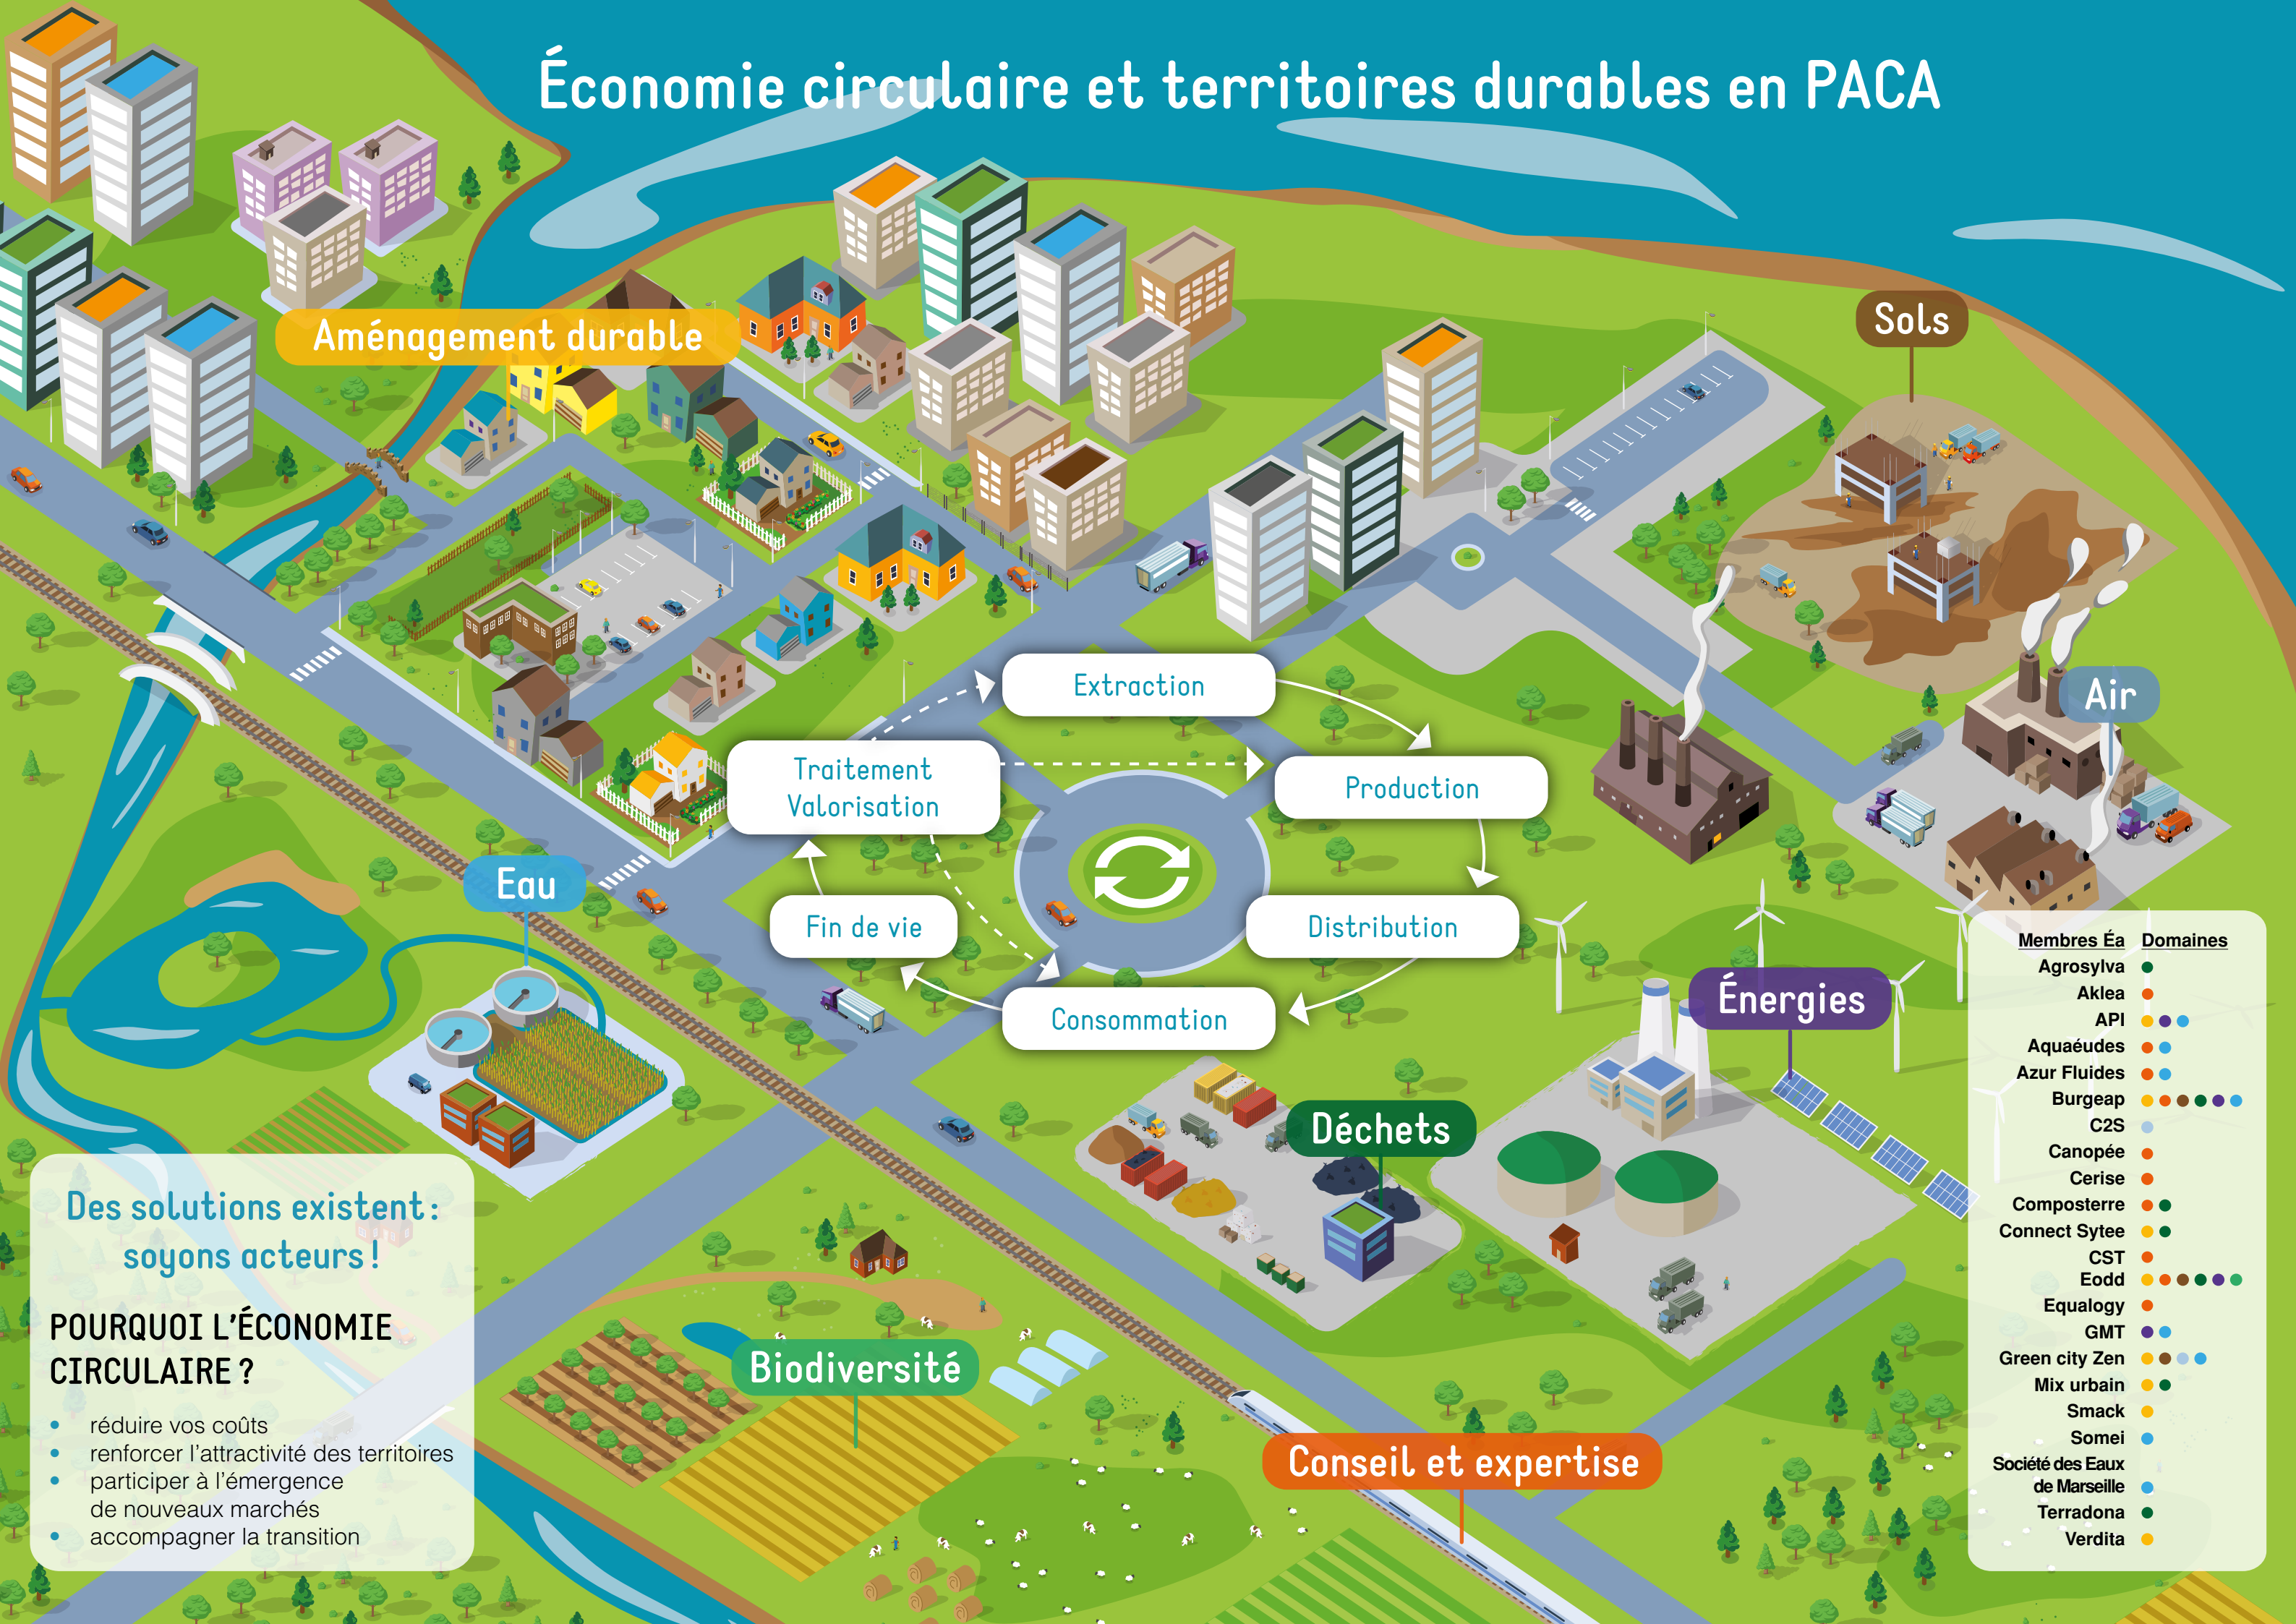 Économie circulaire et territoires durables en PACA
Aménagement durable
Sols
Air
Extraction
Traitement
Valorisation
Production
Fin de vie
Distribution
Consommation
Eau
Énergies
Déchets
Biodiversité
Conseil et expertise
Des solutions existent :
soyons acteurs !
POURQUOI L'ÉCONOMIE
CIRCULAIRE ?
• réduire vos coûts
• renforcer l'attractivité des territoires
• participer à l'émergence
de nouveaux marchés
• accompagner la transition
Membres Éa Domaines
Agrosylva
Aklea
API
Aquaéudes
Azur Fluides
Burgeap
C2S
Canopée
Cerise
Composterre
Connect Sytee
CST
Eodd
Equalogy
GMT
Green city Zen
Mix urbain
Smack
Somei
Société des Eaux
de Marseille
Terradona
Verdita